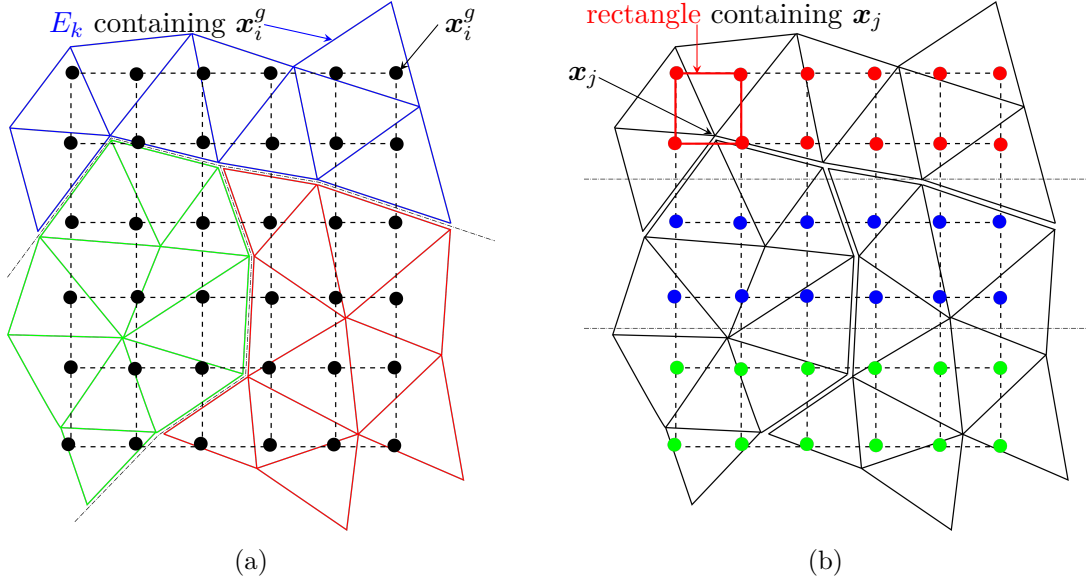 E_k containing x_i^g
x_i^g
rectangle containing x_j
x_j
(a)
(b)